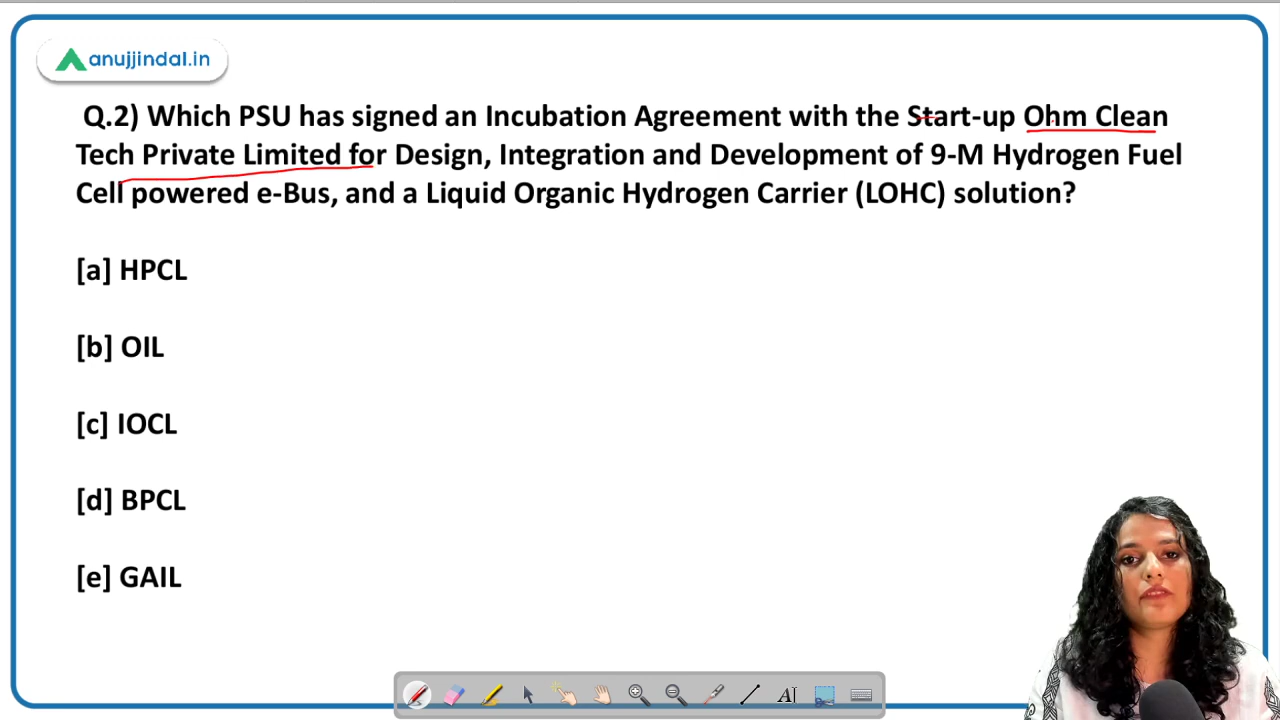 anujjindal.in
Q.2) Which PSU has signed an Incubation Agreement with the Start-up Ohm Clean
Tech Private Limited for Design, Integration and Development of 9-M Hydrogen Fuel
Cell powered e-Bus, and a Liquid Organic Hydrogen Carrier (LOHC) solution?
[a] HPCL
[b] OIL
[c] IOCL
[d] BPCL
[e] GAIL
A